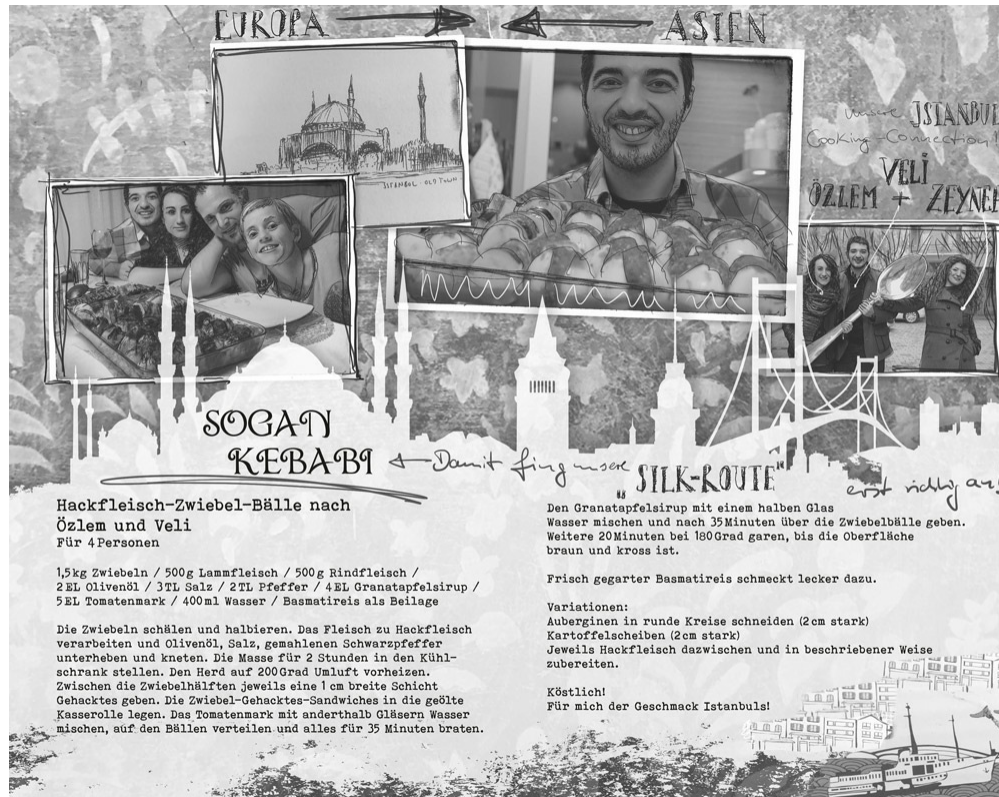 EUROPA
ASIEN
ISTANBUL · OLD TOWN
unsere ISTANBUL
Cooking-Connection!
VELI
ÖZLEM + ZEYNEP
SOGAN
KEBABI
Damit fing unsere
„SILK-ROUTE“
erst richtig an!
Hackfleisch-Zwiebel-Bälle nach
Özlem und Veli
Für 4 Personen
1,5 kg Zwiebeln / 500 g Lammfleisch / 500 g Rindfleisch /
2 EL Olivenöl / 3 TL Salz / 2 TL Pfeffer / 4 EL Granatapfelsirup /
5 EL Tomatenmark / 400 ml Wasser / Basmatireis als Beilage
Die Zwiebeln schälen und halbieren. Das Fleisch zu Hackfleisch
verarbeiten und Olivenöl, Salz, gemahlenen Schwarzpfeffer
unterheben und kneten. Die Masse für 2 Stunden in den Kühl-
schrank stellen. Den Herd auf 200 Grad Umluft vorheizen.
Zwischen die Zwiebelhälften jeweils eine 1 cm breite Schicht
Gehacktes geben. Die Zwiebel-Gehacktes-Sandwiches in die geölte
Kasserolle legen. Das Tomatenmark mit anderthalb Gläsern Wasser
mischen, auf den Bällen verteilen und alles für 35 Minuten braten.
Den Granatapfelsirup mit einem halben Glas
Wasser mischen und nach 35 Minuten über die Zwiebelbälle geben.
Weitere 20 Minuten bei 180 Grad garen, bis die Oberfläche
braun und kross ist.
Frisch gegarter Basmatireis schmeckt lecker dazu.
Variationen:
Auberginen in runde Kreise schneiden (2 cm stark)
Kartoffelscheiben (2 cm stark)
Jeweils Hackfleisch dazwischen und in beschriebener Weise
zubereiten.
Köstlich!
Für mich der Geschmack Istanbuls!